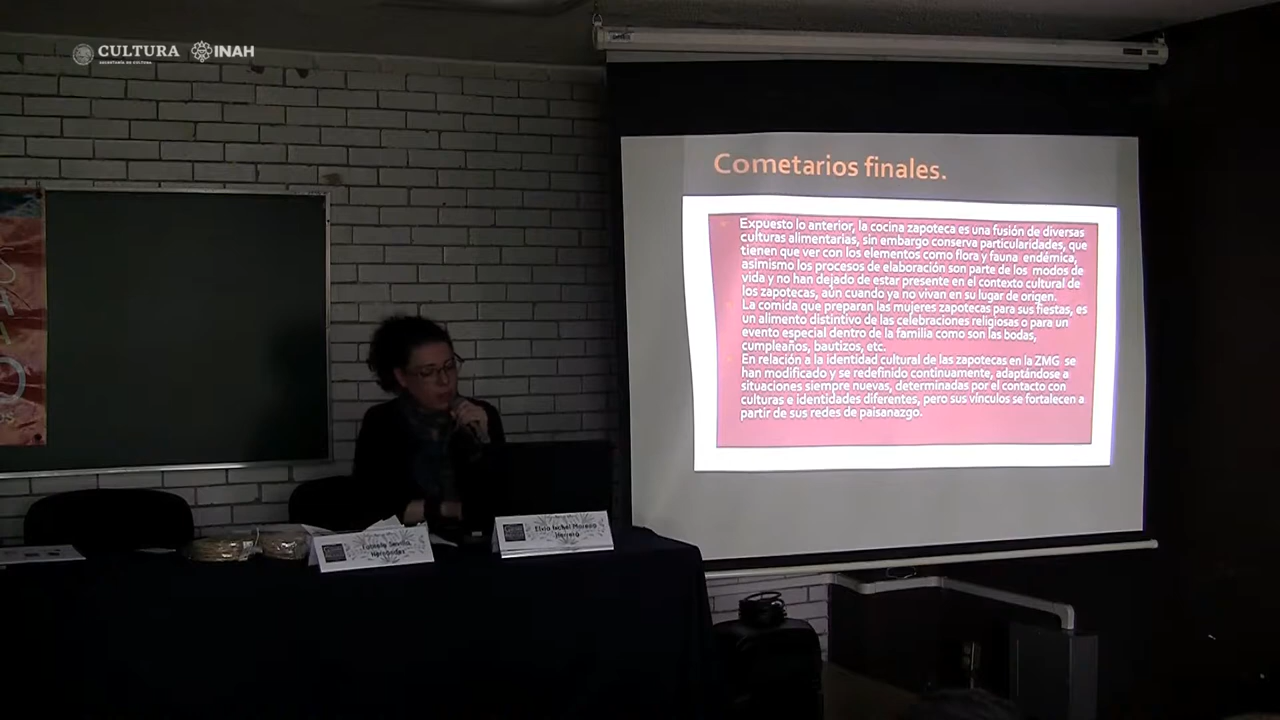 CULTURA
SECRETARÍA DE CULTURA
INAH
Cometarios finales.
Expuesto lo anterior, la cocina zapoteca es una fusión de diversas
culturas alimentarias, sin embargo conserva particularidades, que
tienen que ver con los elementos como flora y fauna endémica,
asimismo los procesos de elaboración son parte de los modos de
vida y no han dejado de estar presente en el contexto cultural de
los zapotecas, aún cuando ya no vivan en su lugar de origen.
La comida que preparan las mujeres zapotecas para sus fiestas, es
un alimento distintivo de las celebraciones religiosas o para un
evento especial dentro de la familia como son las bodas,
cumpleaños, bautizos, etc.
En relación a la identidad cultural de las zapotecas en la ZMG se
han modificado y se redefinido continuamente, adaptándose a
situaciones siempre nuevas, determinadas por el contacto con
culturas e identidades diferentes, pero sus vínculos se fortalecen a
partir de sus redes de paisanazgo.
Hernández
Ixchel Moreno
Herrera